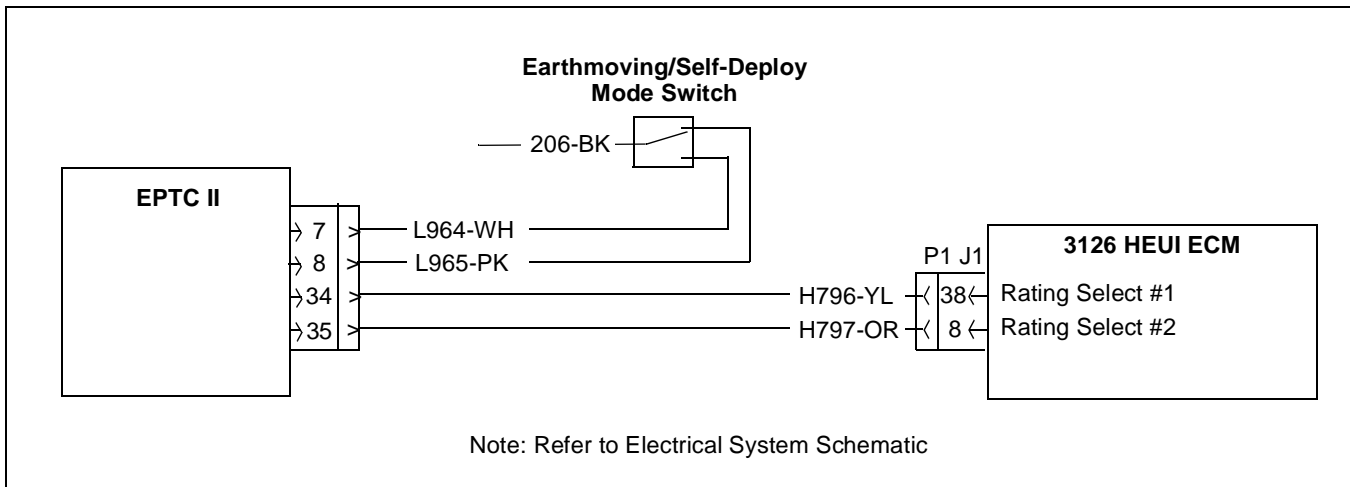 Earthmoving/Self-Deploy
Mode Switch
206-BK
EPTC II
7 L964-WH
8 L965-PK
P1 J1
3126 HEUI ECM
34 H796-YL 38 Rating Select #1
35 H797-OR 8 Rating Select #2
Note: Refer to Electrical System Schematic